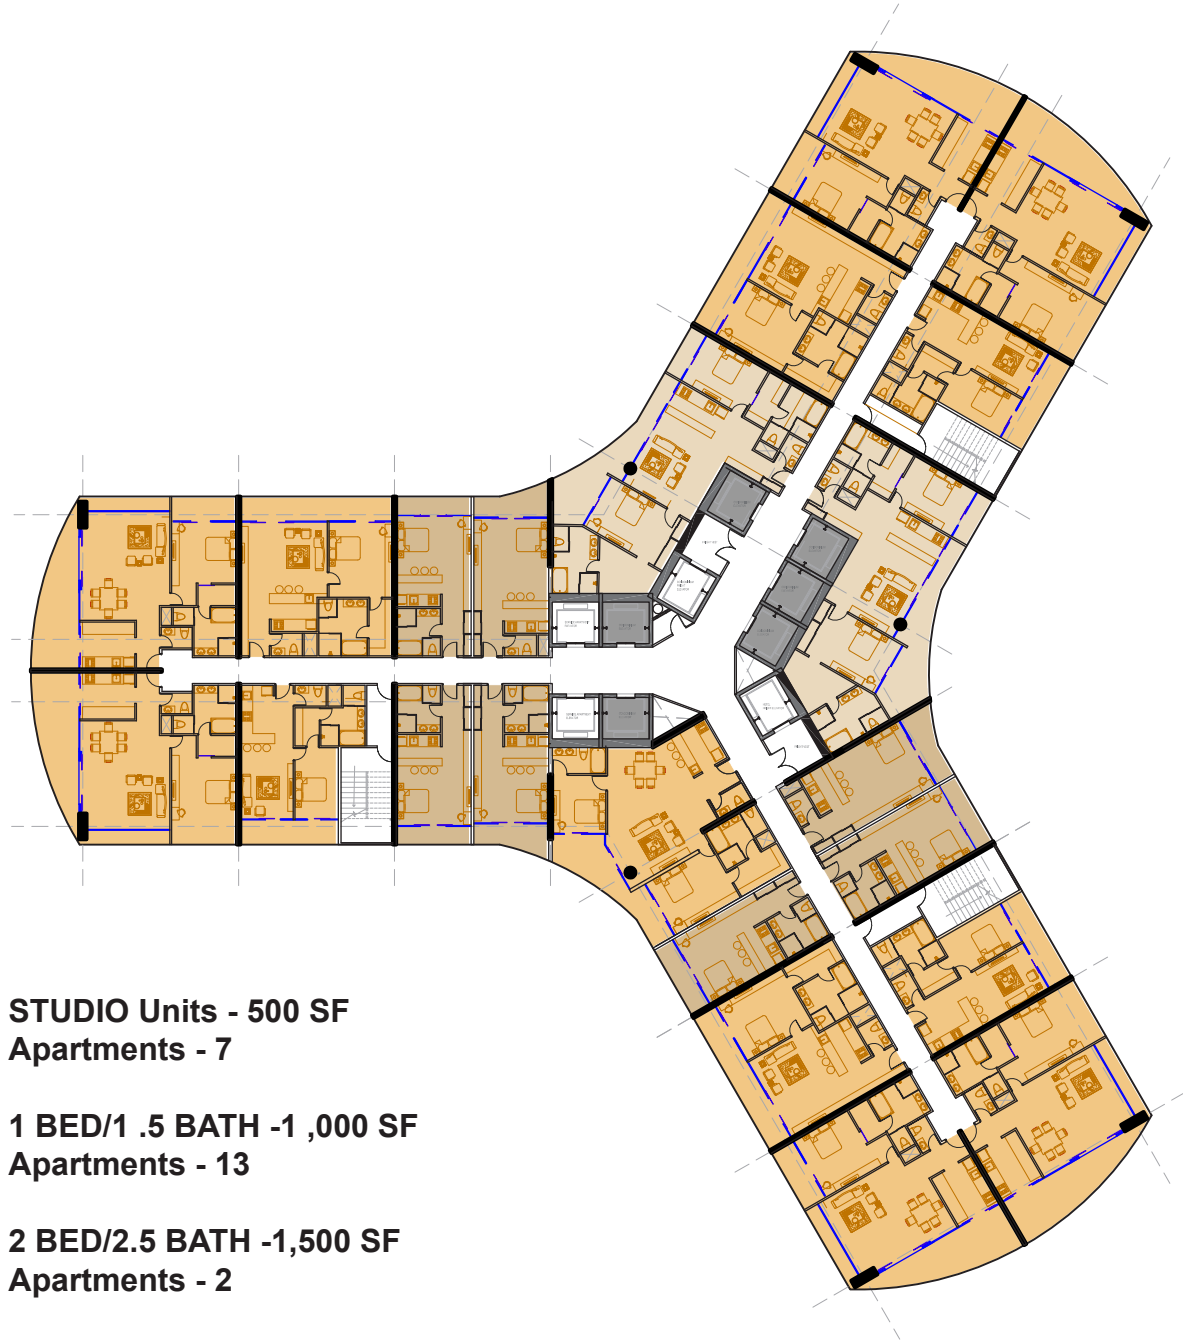 STUDIO Units - 500 SF
Apartments - 7
1 BED/1 .5 BATH -1 ,000 SF
Apartments - 13
2 BED/2.5 BATH -1,500 SF
Apartments - 2